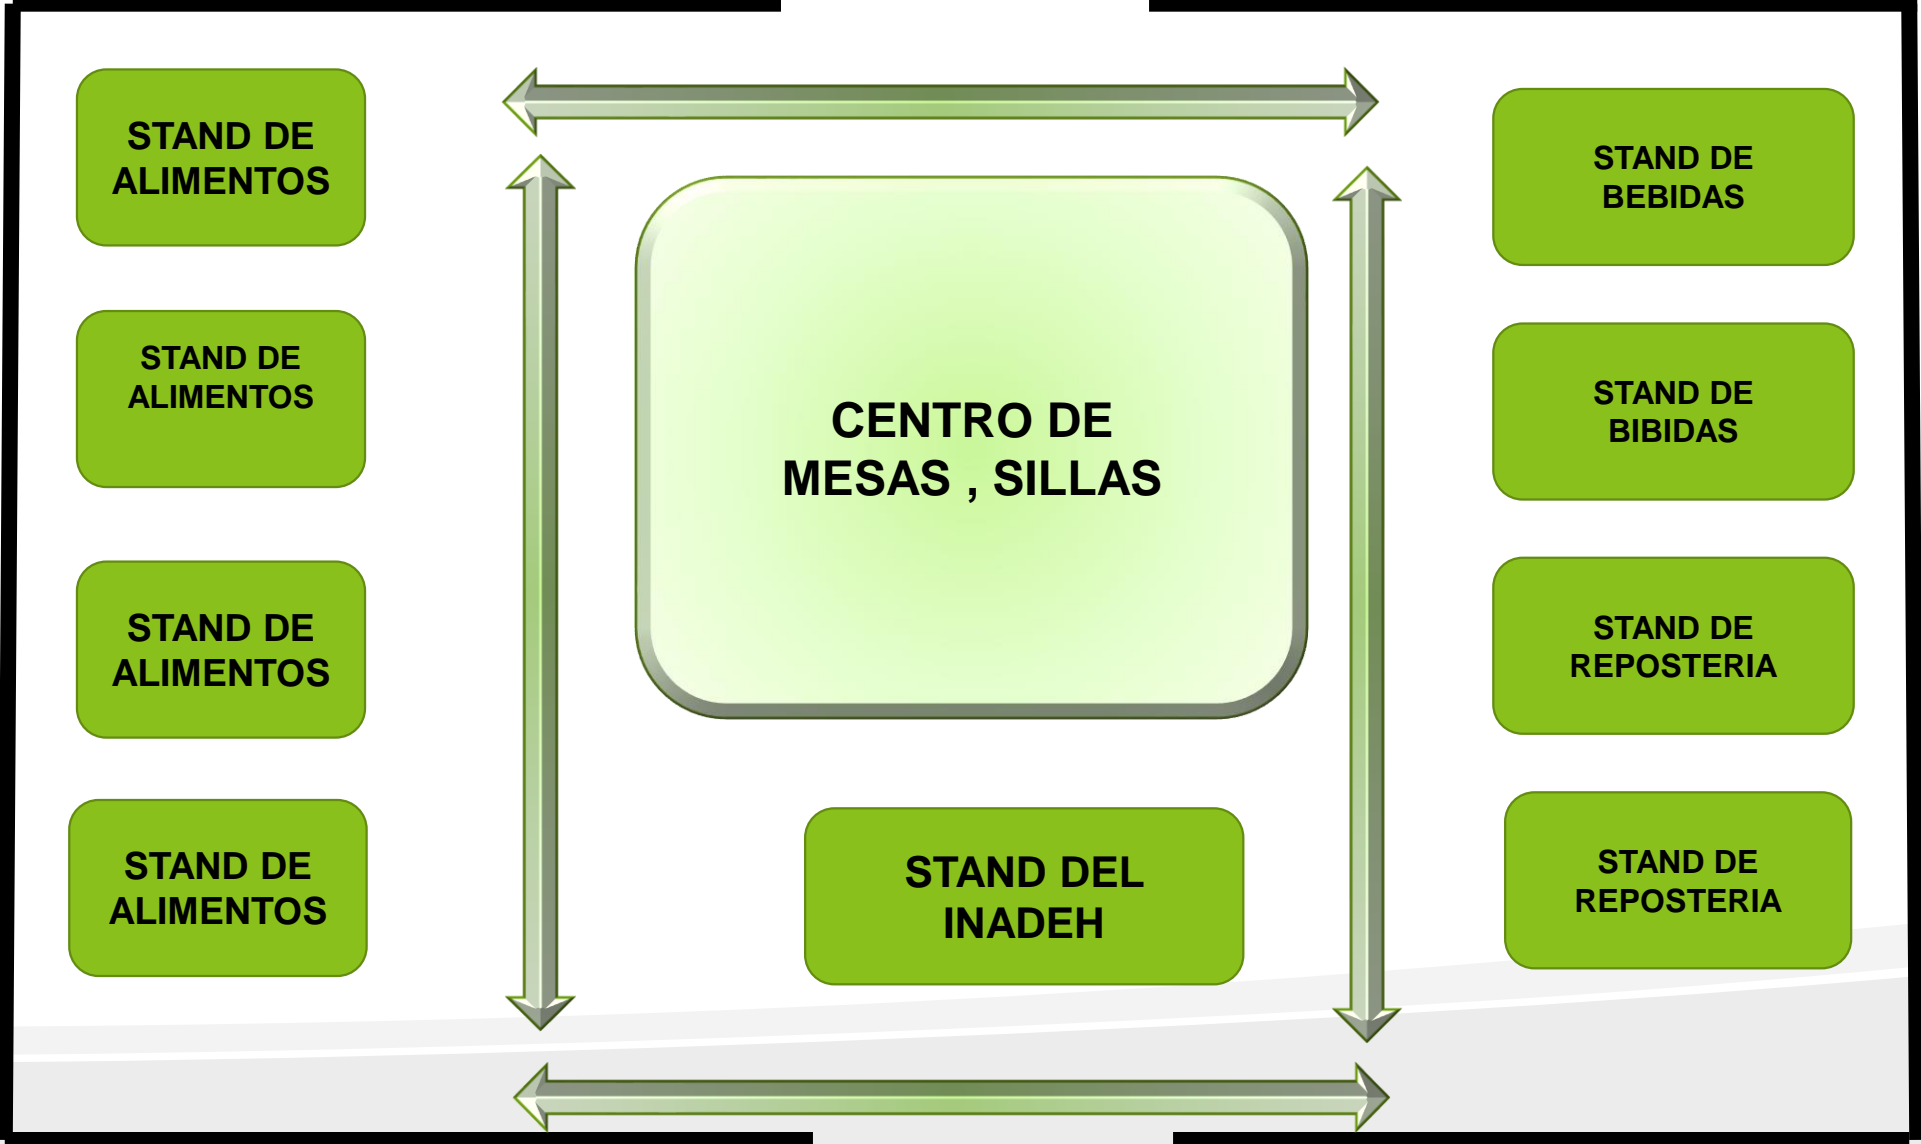 STAND DE
ALIMENTOS
STAND DE
ALIMENTOS
STAND DE
ALIMENTOS
STAND DE
ALIMENTOS
CENTRO DE
MESAS , SILLAS
STAND DEL
INADEH
STAND DE
BEBIDAS
STAND DE
BIBIDAS
STAND DE
REPOSTERIA
STAND DE
REPOSTERIA